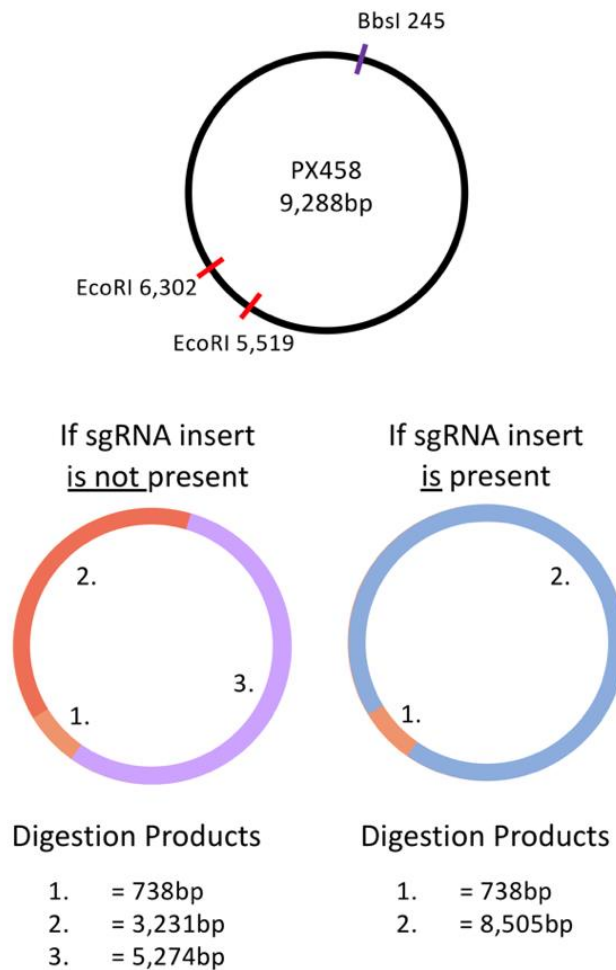 BbsI 245
PX458
9,288bp
EcoRI 6,302
EcoRI 5,519
If sgRNA insert
is not present
If sgRNA insert
is present
2.
3.
1.
2.
1.
Digestion Products
1. = 738bp
2. = 3,231bp
3. = 5,274bp
Digestion Products
1. = 738bp
2. = 8,505bp